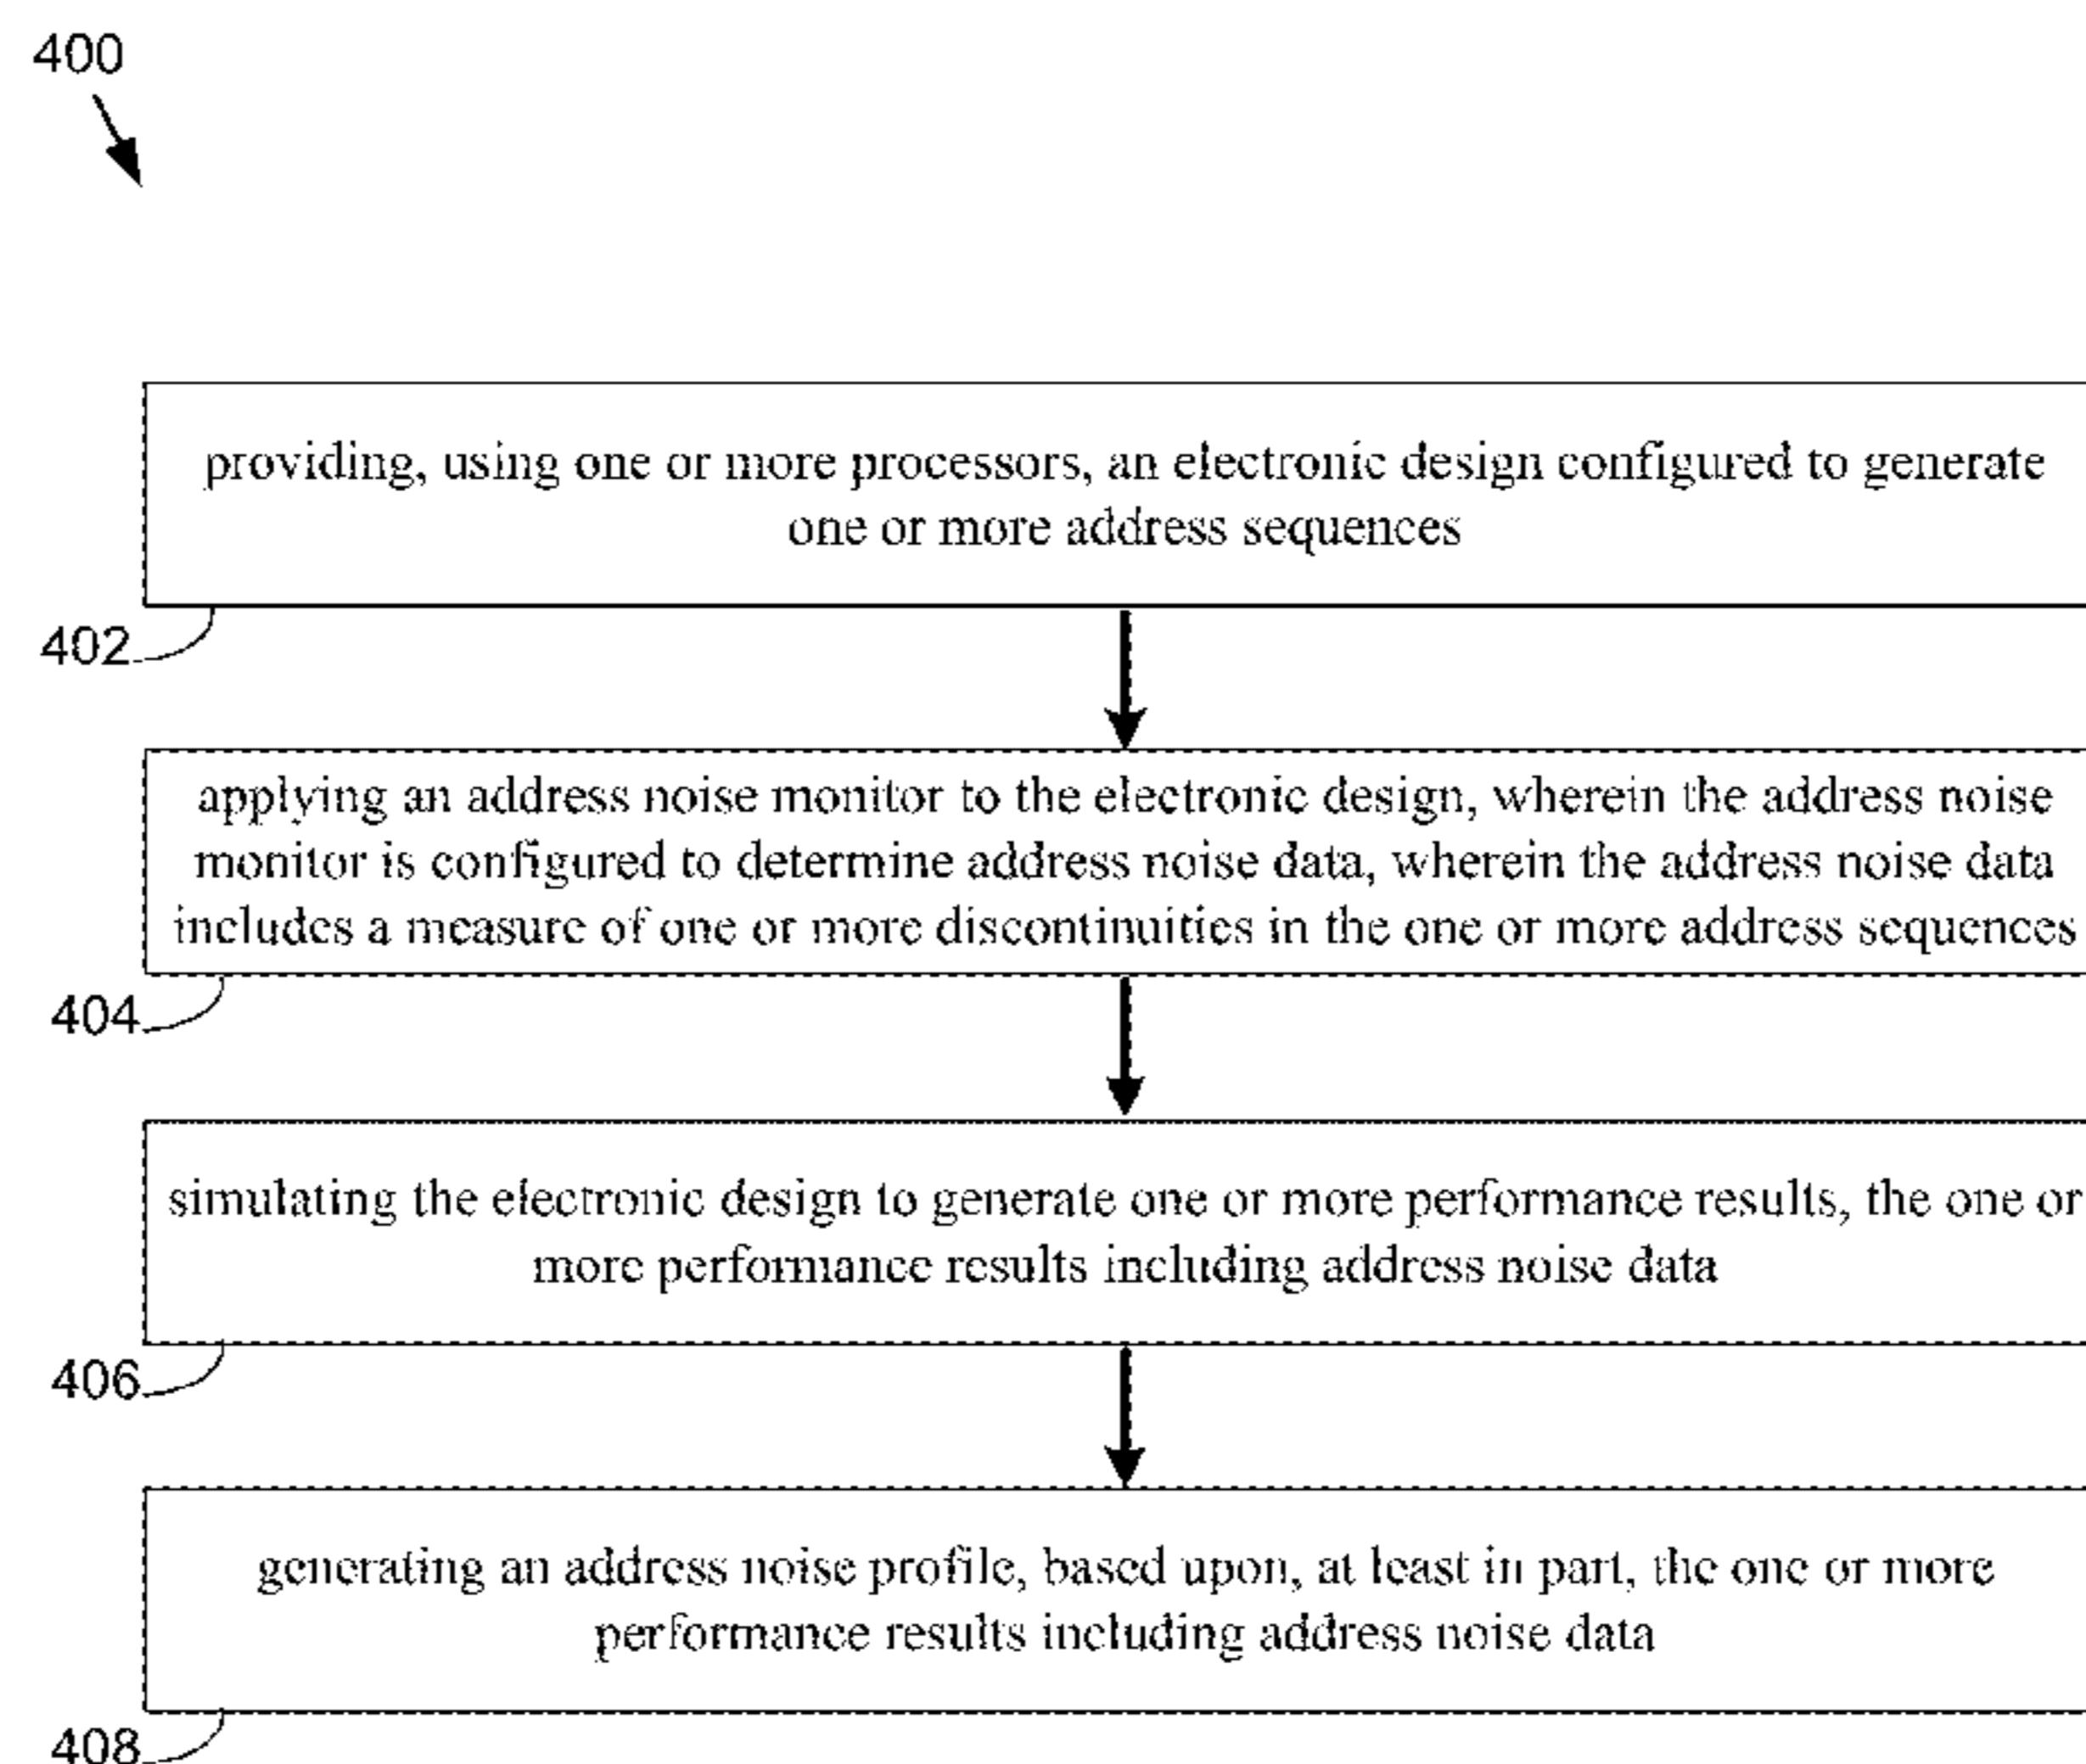 400
providing, using one or more processors, an electronic design configured to generate
one or more address sequences
402
applying an address noise monitor to the electronic design, wherein the address noise
monitor is configured to determine address noise data, wherein the address noise data
includes a measure of one or more discontinuities in the one or more address sequences
404
simulating the electronic design to generate one or more performance results, the one or
more performance results including address noise data
406
generating an address noise profile, based upon, at least in part, the one or more
performance results including address noise data
408